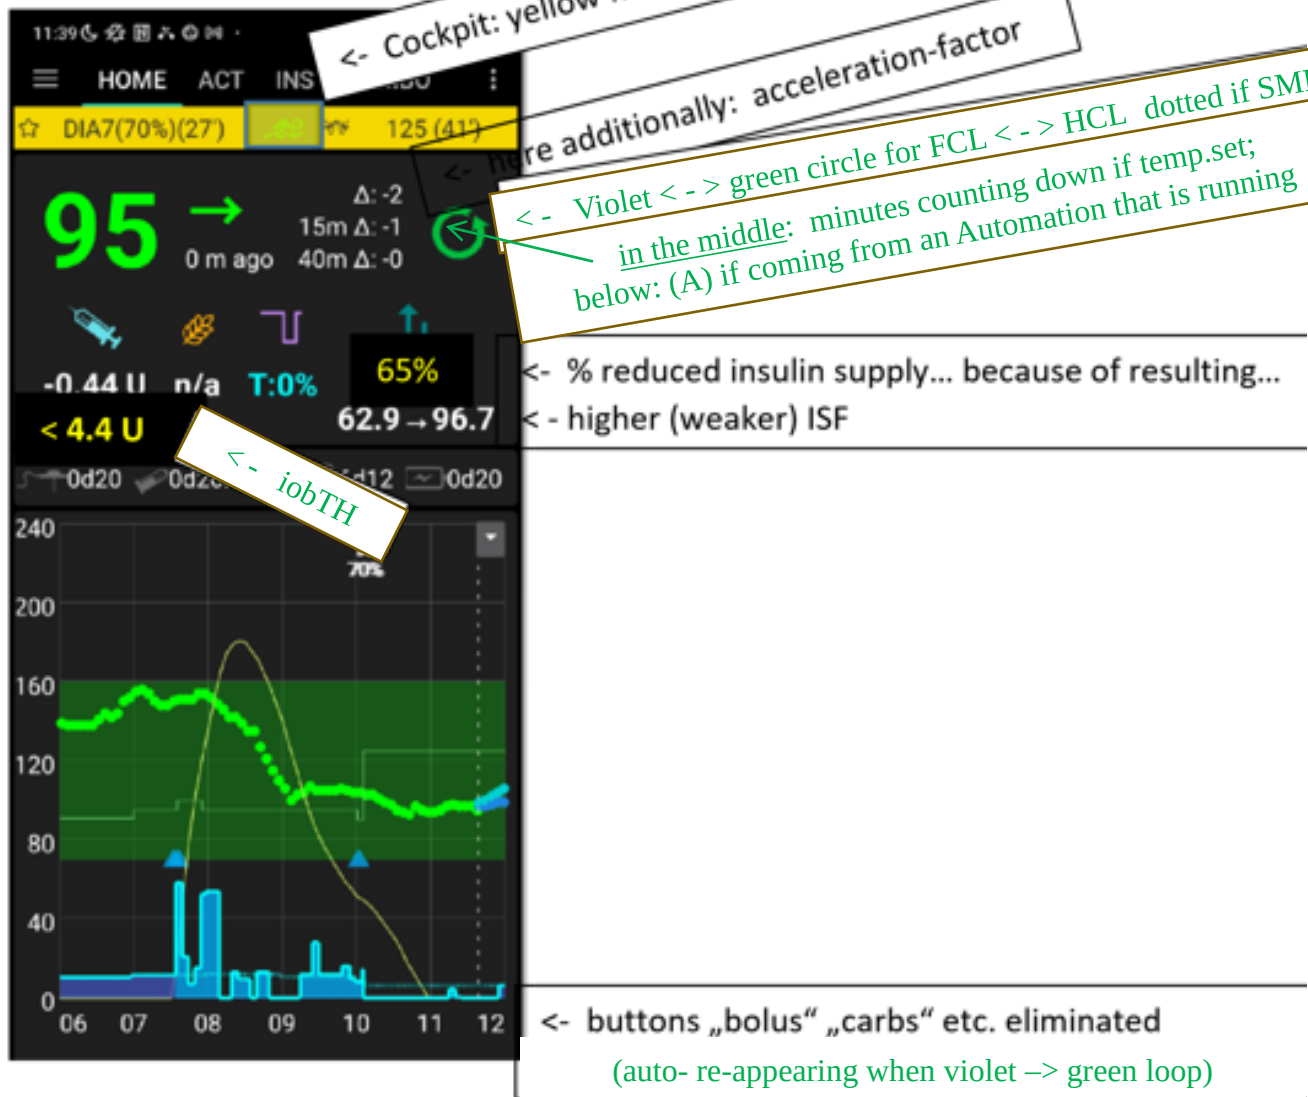 11:39
<- Cockpit: yellow
HOME ACT INS
DIA7(70%)(27') 125 (41')
<- here additionally: acceleration-factor
<- Violet <-> green circle for FCL <-> HCL dotted if SM
in the middle: minutes counting down if temp.set;
below: (A) if coming from an Automation that is running
95 → Δ: -2
15m Δ: -1
0 m ago 40m Δ: -0
65%
-0.44 U n/a T:0%
<- % reduced insulin supply... because of resulting...
< 4.4 U 62.9→96.7
<- higher (weaker) ISF
<- iobTH
0d20 d12 0d20
70%
240
200
160
120
80
40
0
06 07 08 09 10 11 12
<- buttons „bolus“ „carbs“ etc. eliminated
(auto- re-appearing when violet –> green loop)